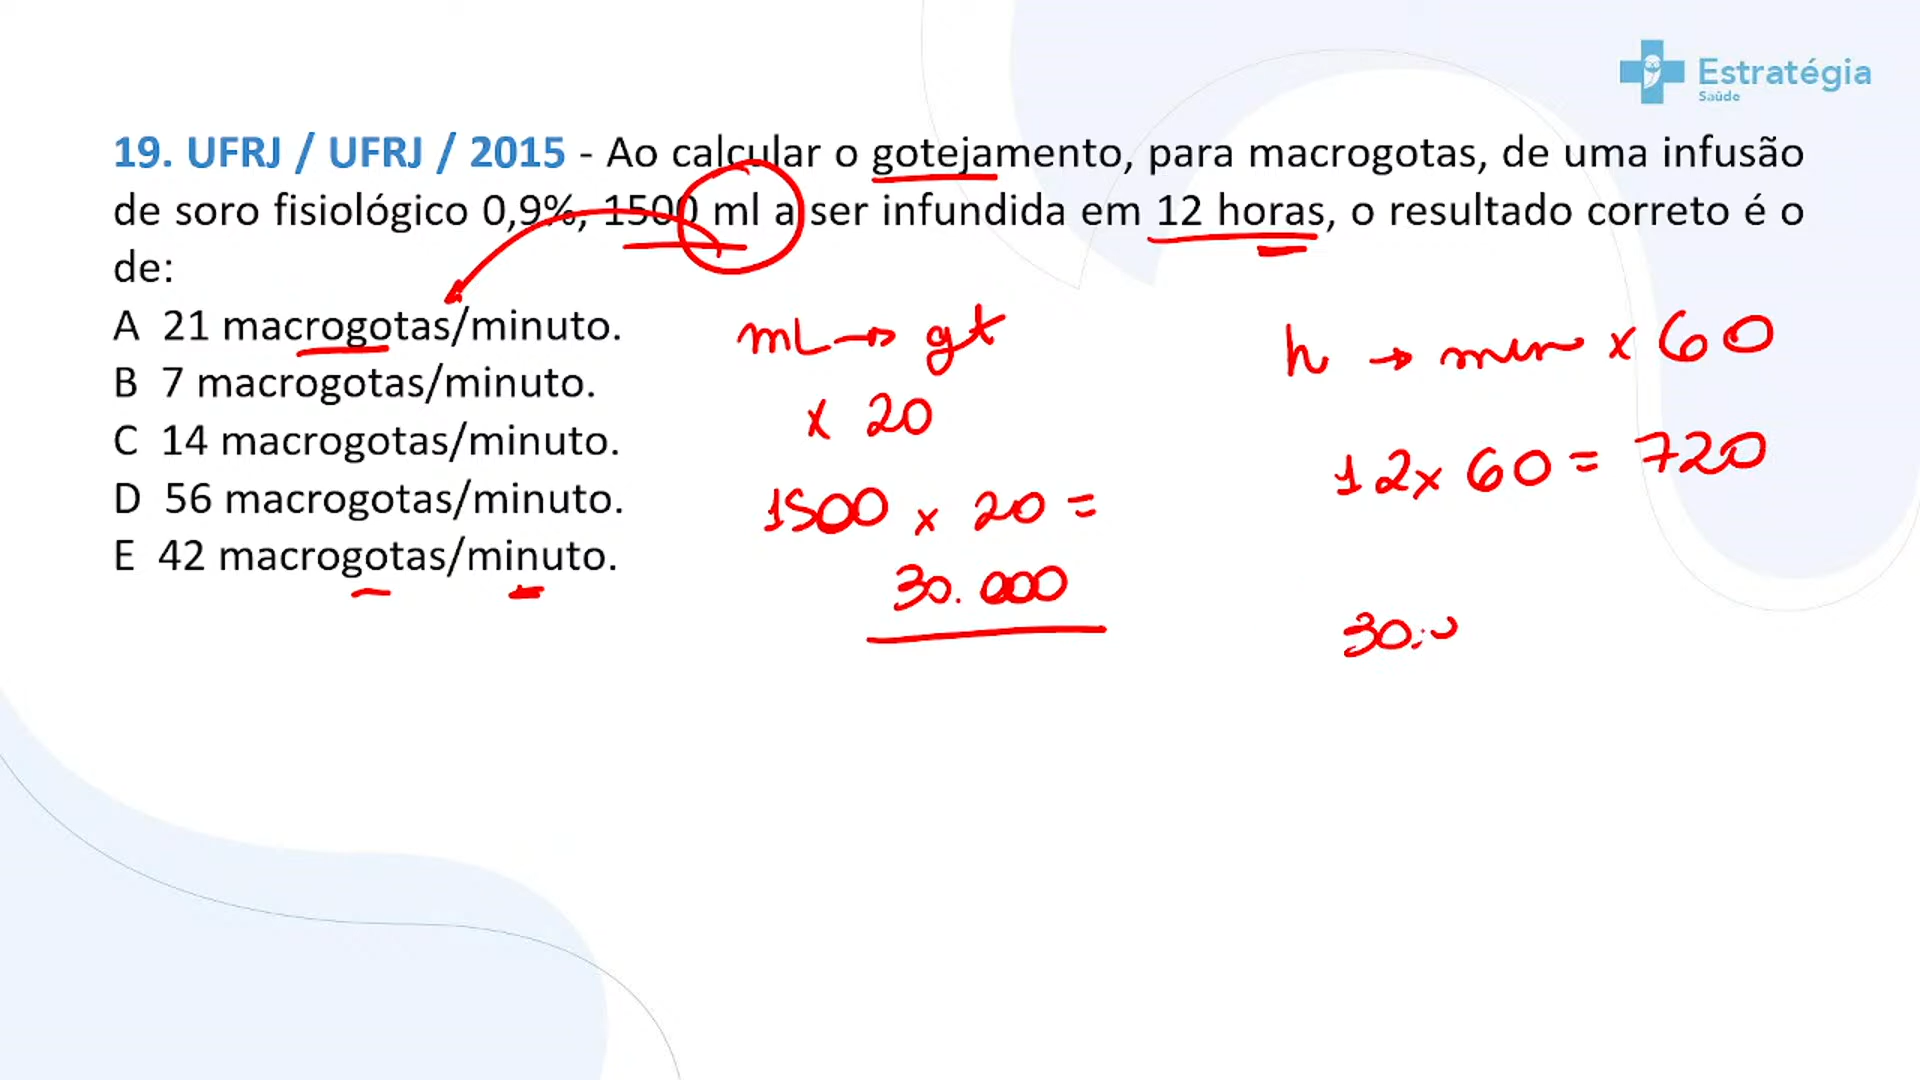 Estratégia
Saúde
19. UFRJ / UFRJ / 2015 - Ao calcular o gotejamento, para macrogotas, de uma infusão
de soro fisiológico 0,9%, 1500 ml a ser infundida em 12 horas, o resultado correto é o
de:
A 21 macrogotas/minuto.
B 7 macrogotas/minuto.
C 14 macrogotas/minuto.
D 56 macrogotas/minuto.
E 42 macrogotas/minuto.
mL → gt
x 20
1500 x 20 =
30.000
h → min x 60
12 x 60 = 720
30.